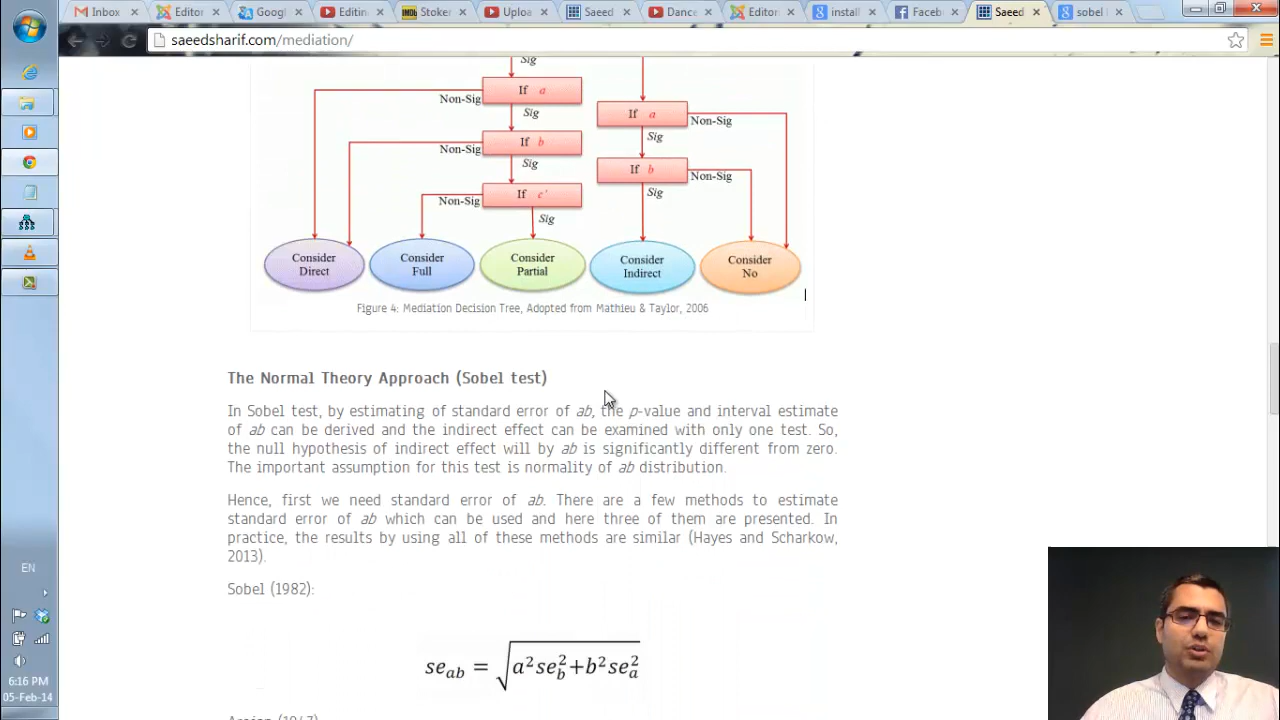 Inbox
Editor
Googl
Editin
IMDb
Stoker
Uploa
Saeed
Dance
Editor
install
Faceb
Saeed
sobel
saeedsharif.com/mediation/
Sig
If a
Non-Sig
Sig
If b
Non-Sig
Sig
If c'
Non-Sig
Sig
If a
Non-Sig
Sig
If b
Non-Sig
Sig
Consider
Direct
Consider
Full
Consider
Partial
Consider
Indirect
Consider
No
Figure 4: Mediation Decision Tree, Adopted from Mathieu & Taylor, 2006
The Normal Theory Approach (Sobel test)
In Sobel test, by estimating of standard error of ab, the p-value and interval estimate
of ab can be derived and the indirect effect can be examined with only one test. So,
the null hypothesis of indirect effect will by ab is significantly different from zero.
The important assumption for this test is normality of ab distribution.
Hence, first we need standard error of ab. There are a few methods to estimate
standard error of ab which can be used and here three of them are presented. In
practice, the results by using all of these methods are similar (Hayes and Scharkow,
2013).
Sobel (1982):
se_ab = √(a²se_b²+b²se_a²)
EN
6:16 PM
05-Feb-14